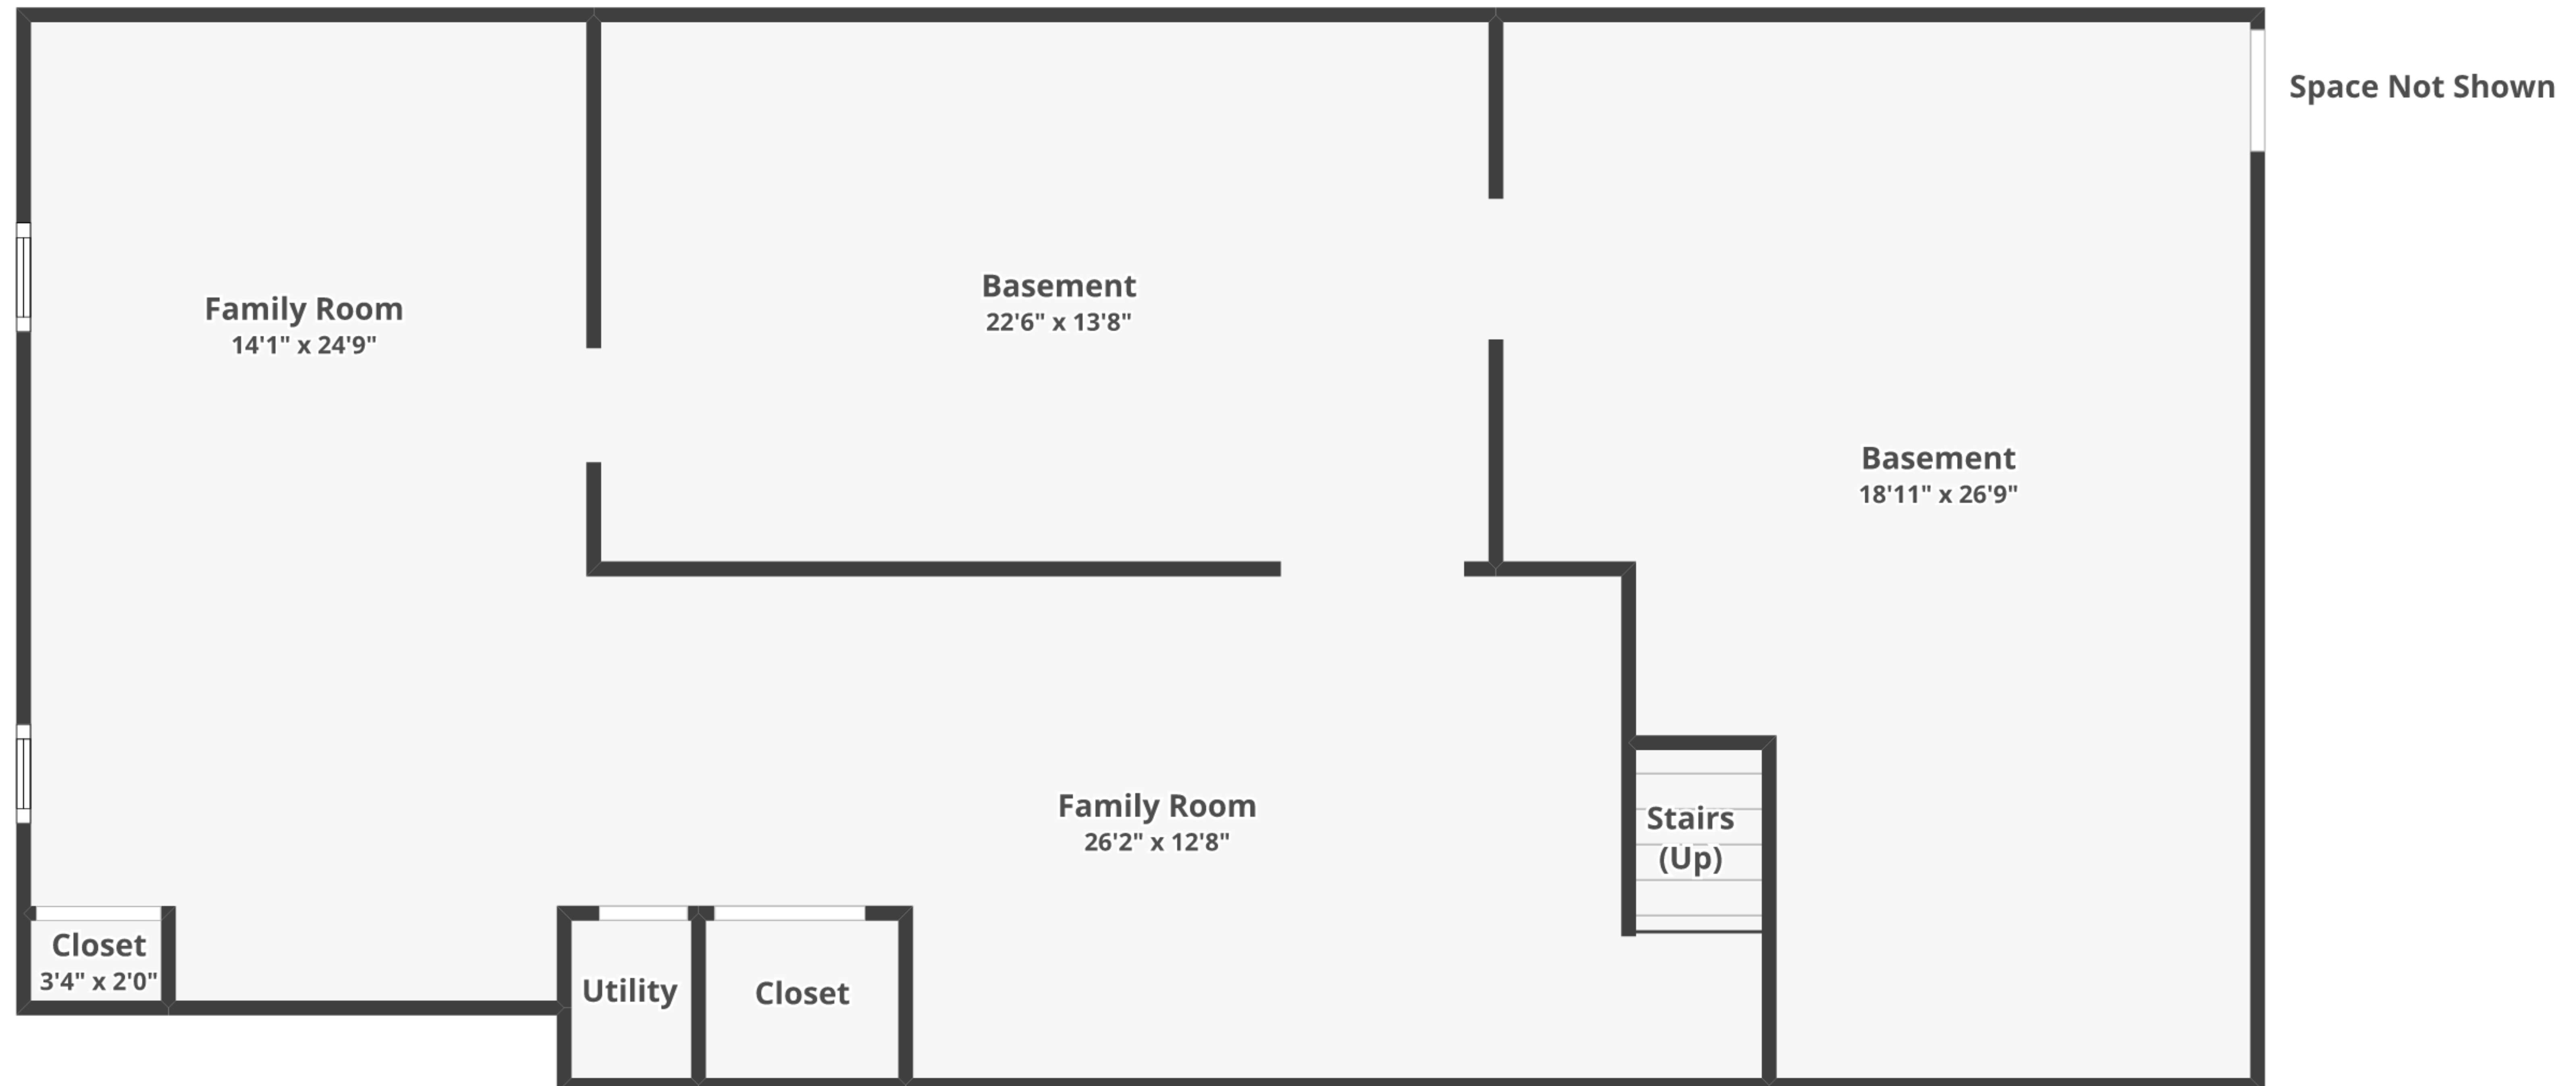 Space Not Shown
Family Room
14'1" x 24'9"
Basement
22'6" x 13'8"
Basement
18'11" x 26'9"
Family Room
26'2" x 12'8"
Stairs
(Up)
Closet
3'4" x 2'0"
Utility
Closet